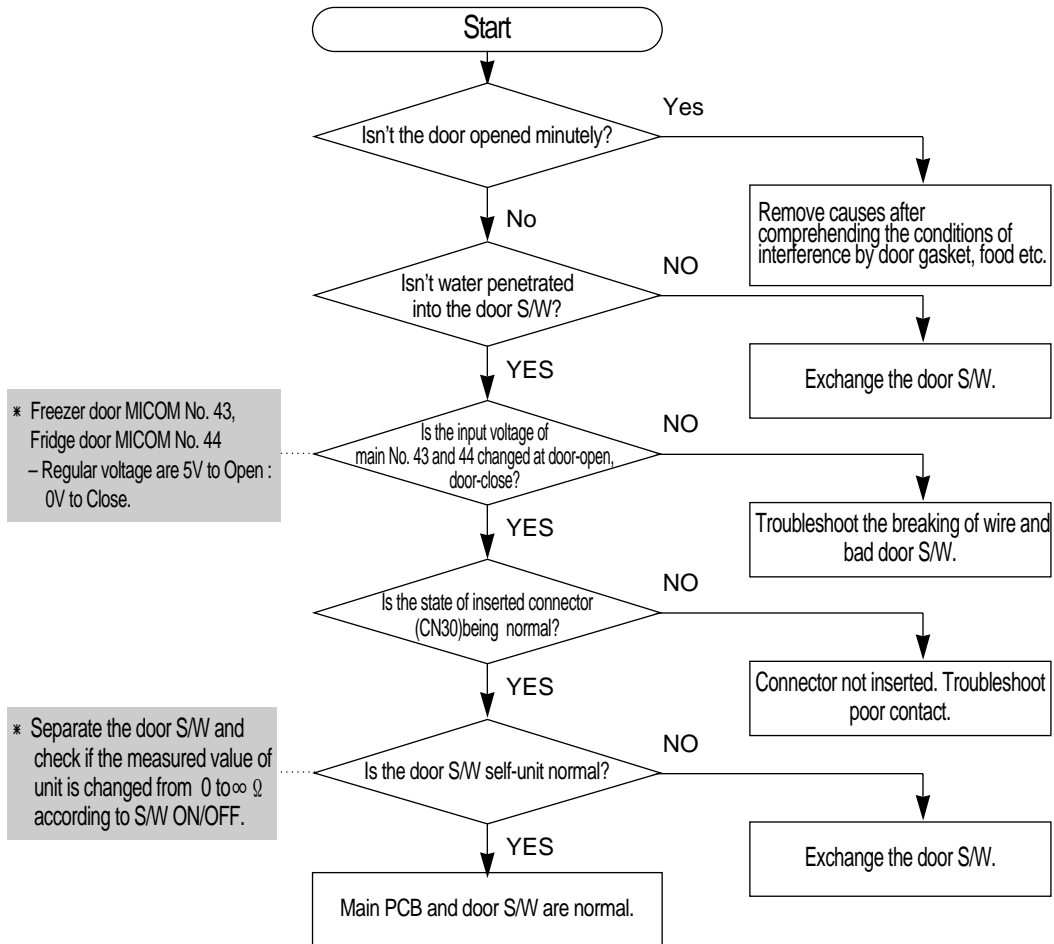 Start
Isn't the door opened minutely?
Yes
Remove causes after
comprehending the conditions of
interference by door gasket, food etc.
No
Isn't water penetrated
into the door S/W?
NO
Exchange the door S/W.
YES
* Freezer door MICOM No. 43,
Fridge door MICOM No. 44
– Regular voltage are 5V to Open :
0V to Close.
Is the input voltage of
main No. 43 and 44 changed at door-open,
door-close?
NO
Troubleshoot the breaking of wire and
bad door S/W.
YES
Is the state of inserted connector
(CN30)being normal?
NO
Connector not inserted. Troubleshoot
poor contact.
YES
* Separate the door S/W and
check if the measured value of
unit is changed from 0 to∞ Ω
according to S/W ON/OFF.
Is the door S/W self-unit normal?
NO
Exchange the door S/W.
YES
Main PCB and door S/W are normal.